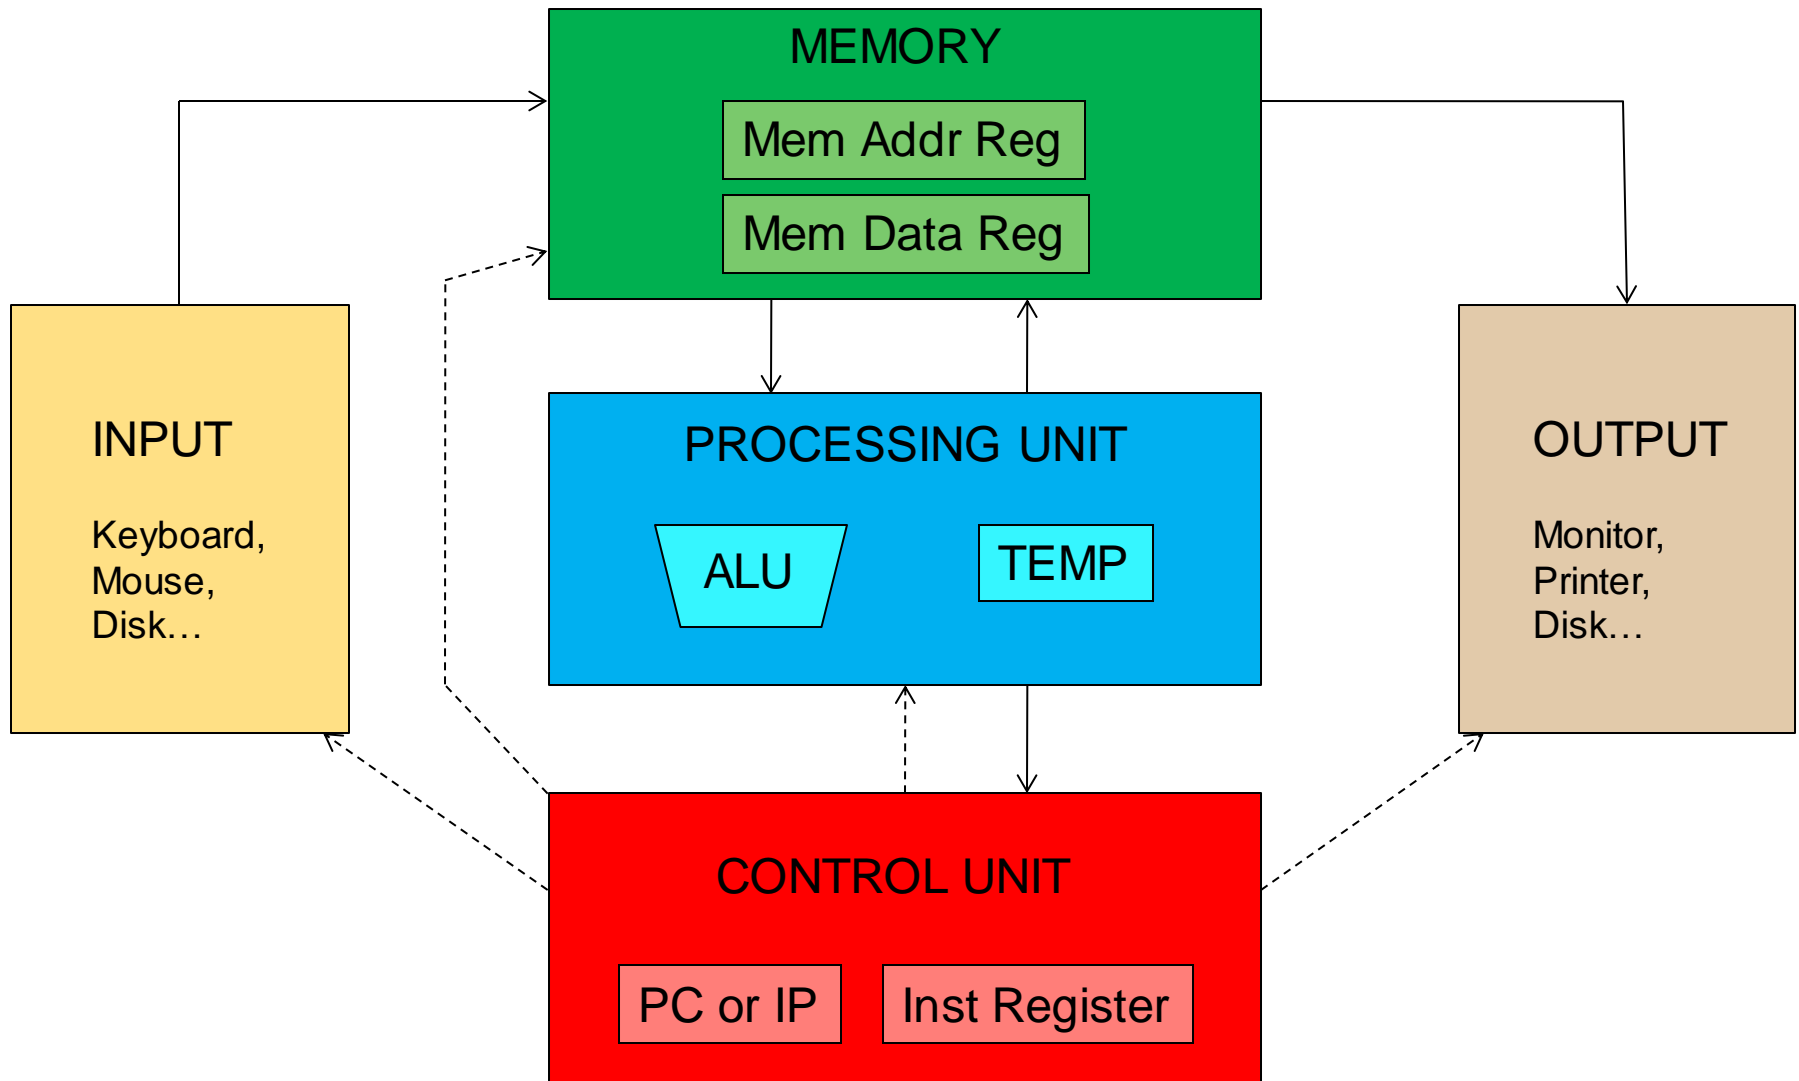 MEMORY
Mem Addr Reg
Mem Data Reg
INPUT
Keyboard,
Mouse,
Disk…
PROCESSING UNIT
ALU
TEMP
OUTPUT
Monitor,
Printer,
Disk…
CONTROL UNIT
PC or IP
Inst Register